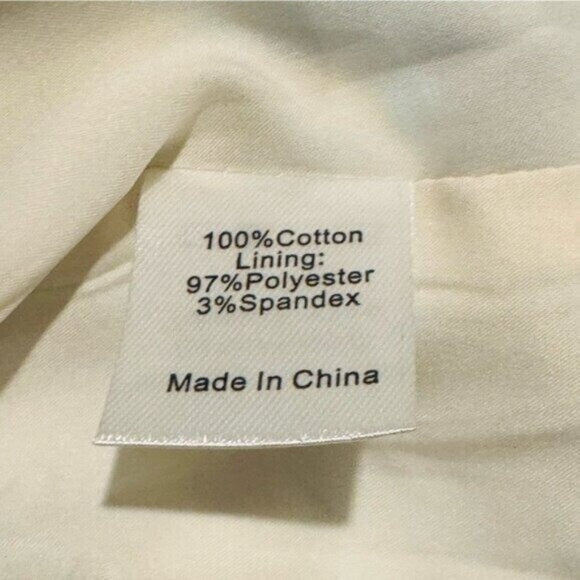 100%Cotton
Lining:
97%Polyester
3%Spandex
Made In China